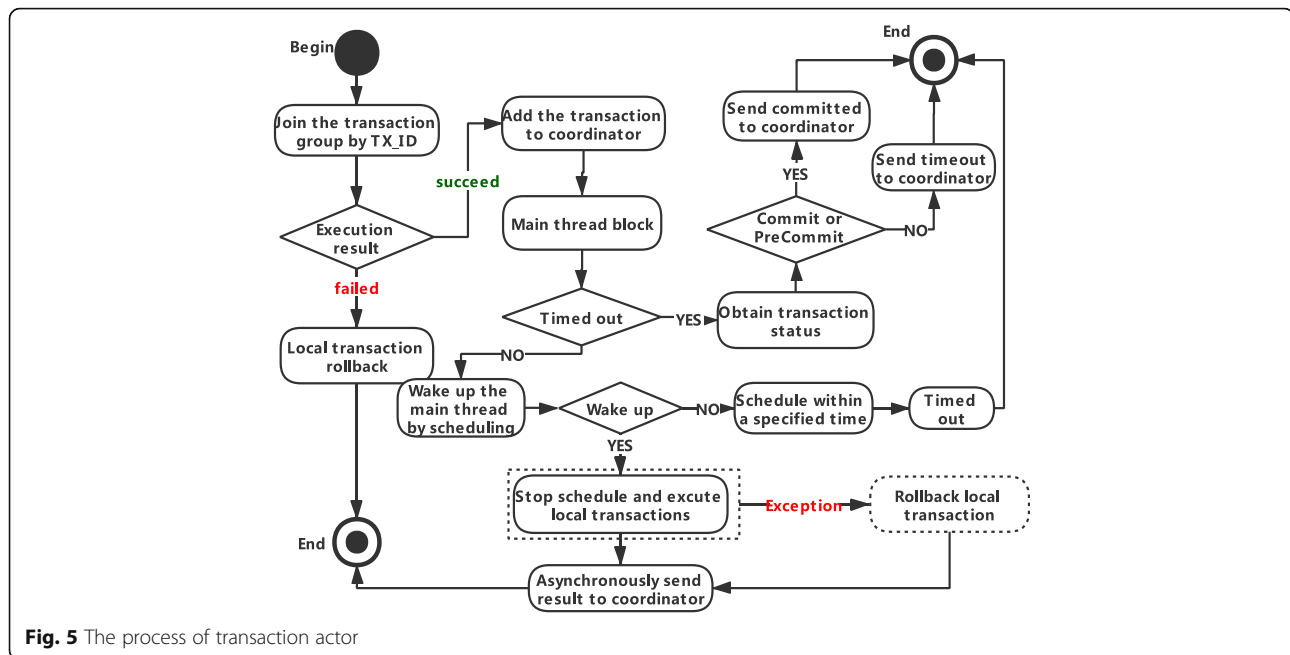 Begin
Join the transaction
group by TX_ID
Execution
result
succeed
failed
Local transaction
rollback
Add the transaction
to coordinator
Main thread block
Timed out
YES
NO
Obtain transaction
status
Commit or
PreCommit
YES
NO
Send committed
to coordinator
Send timeout
to coordinator
End
Wake up the
main thread
by scheduling
Wake up
NO
YES
Schedule within
a specified time
Timed
out
Stop schedule and excute
local transactions
Exception
Rollback local
transaction
Asynchronously send
result to coordinator
End
Fig. 5 The process of transaction actor